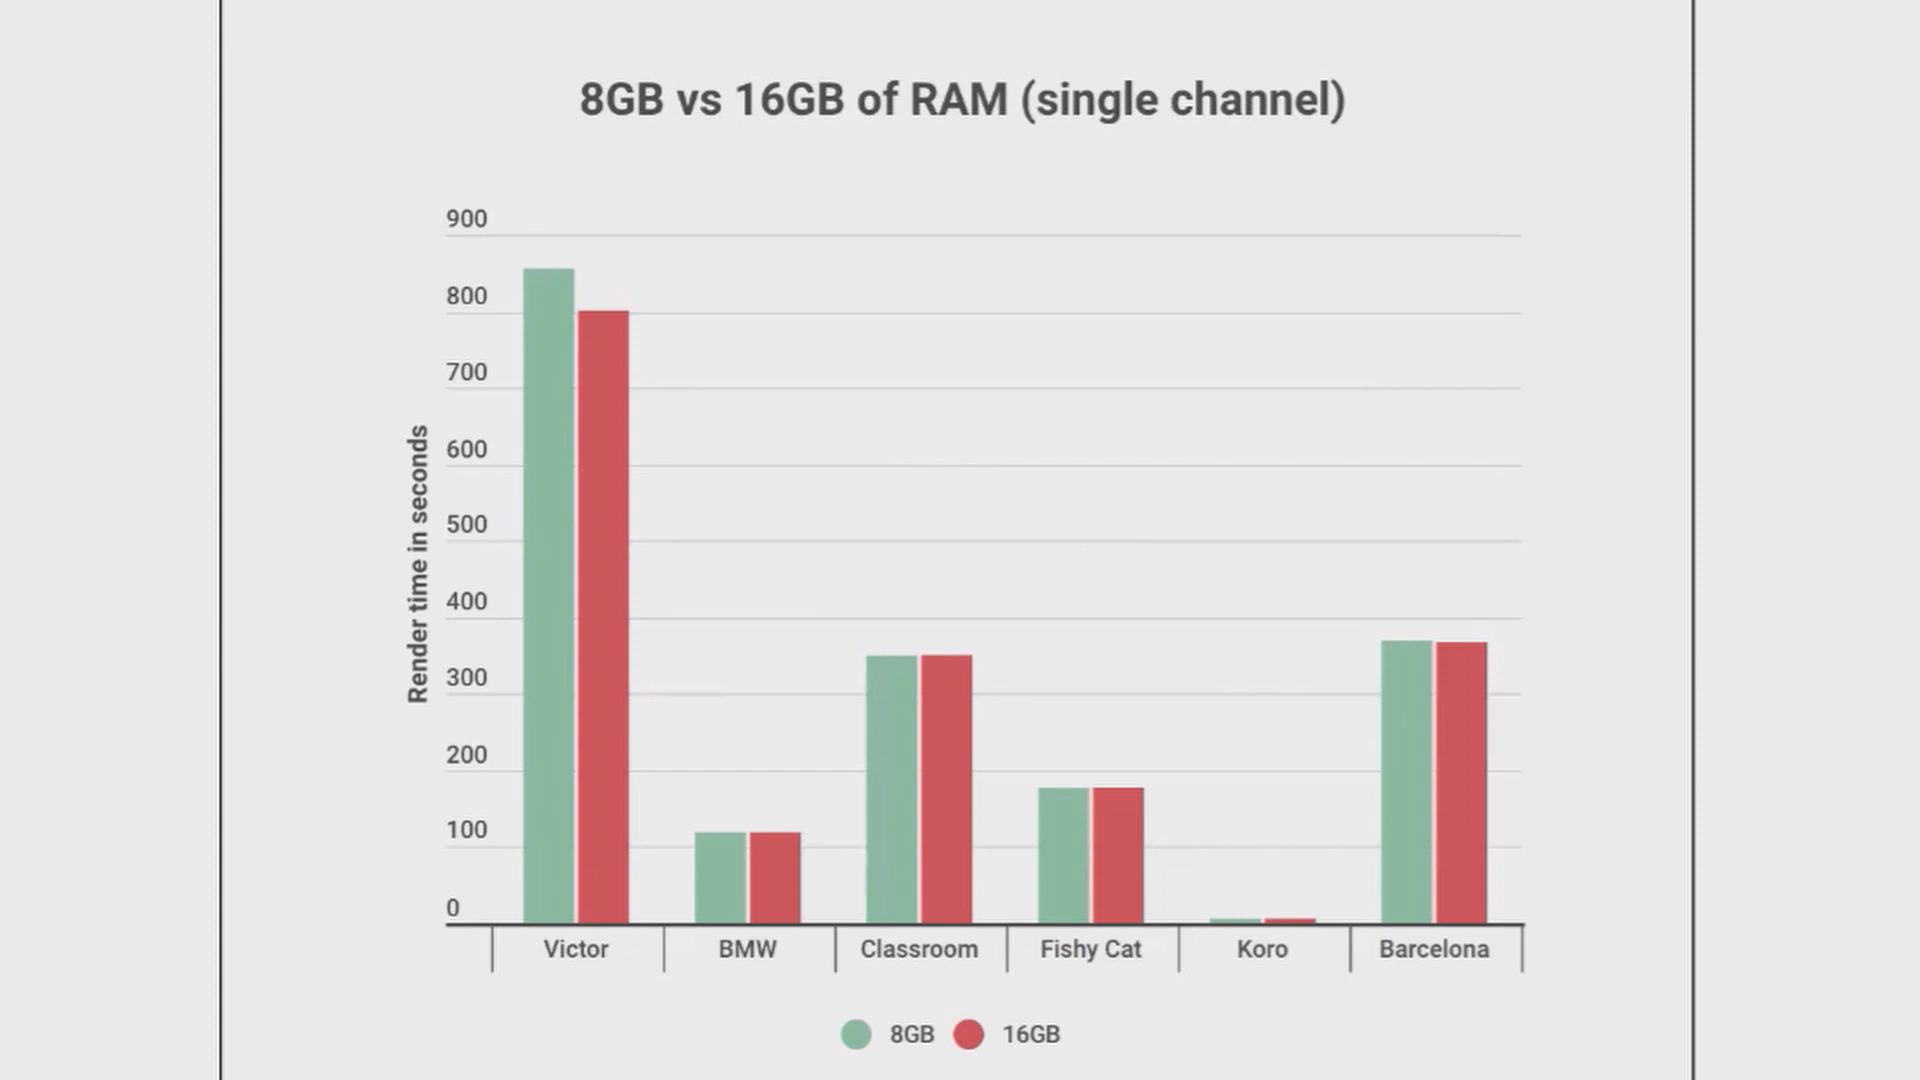 8GB vs 16GB of RAM (single channel)
Render time in seconds
900
800
700
600
500
400
300
200
100
0
Victor BMW Classroom Fishy Cat Koro Barcelona
8GB 16GB